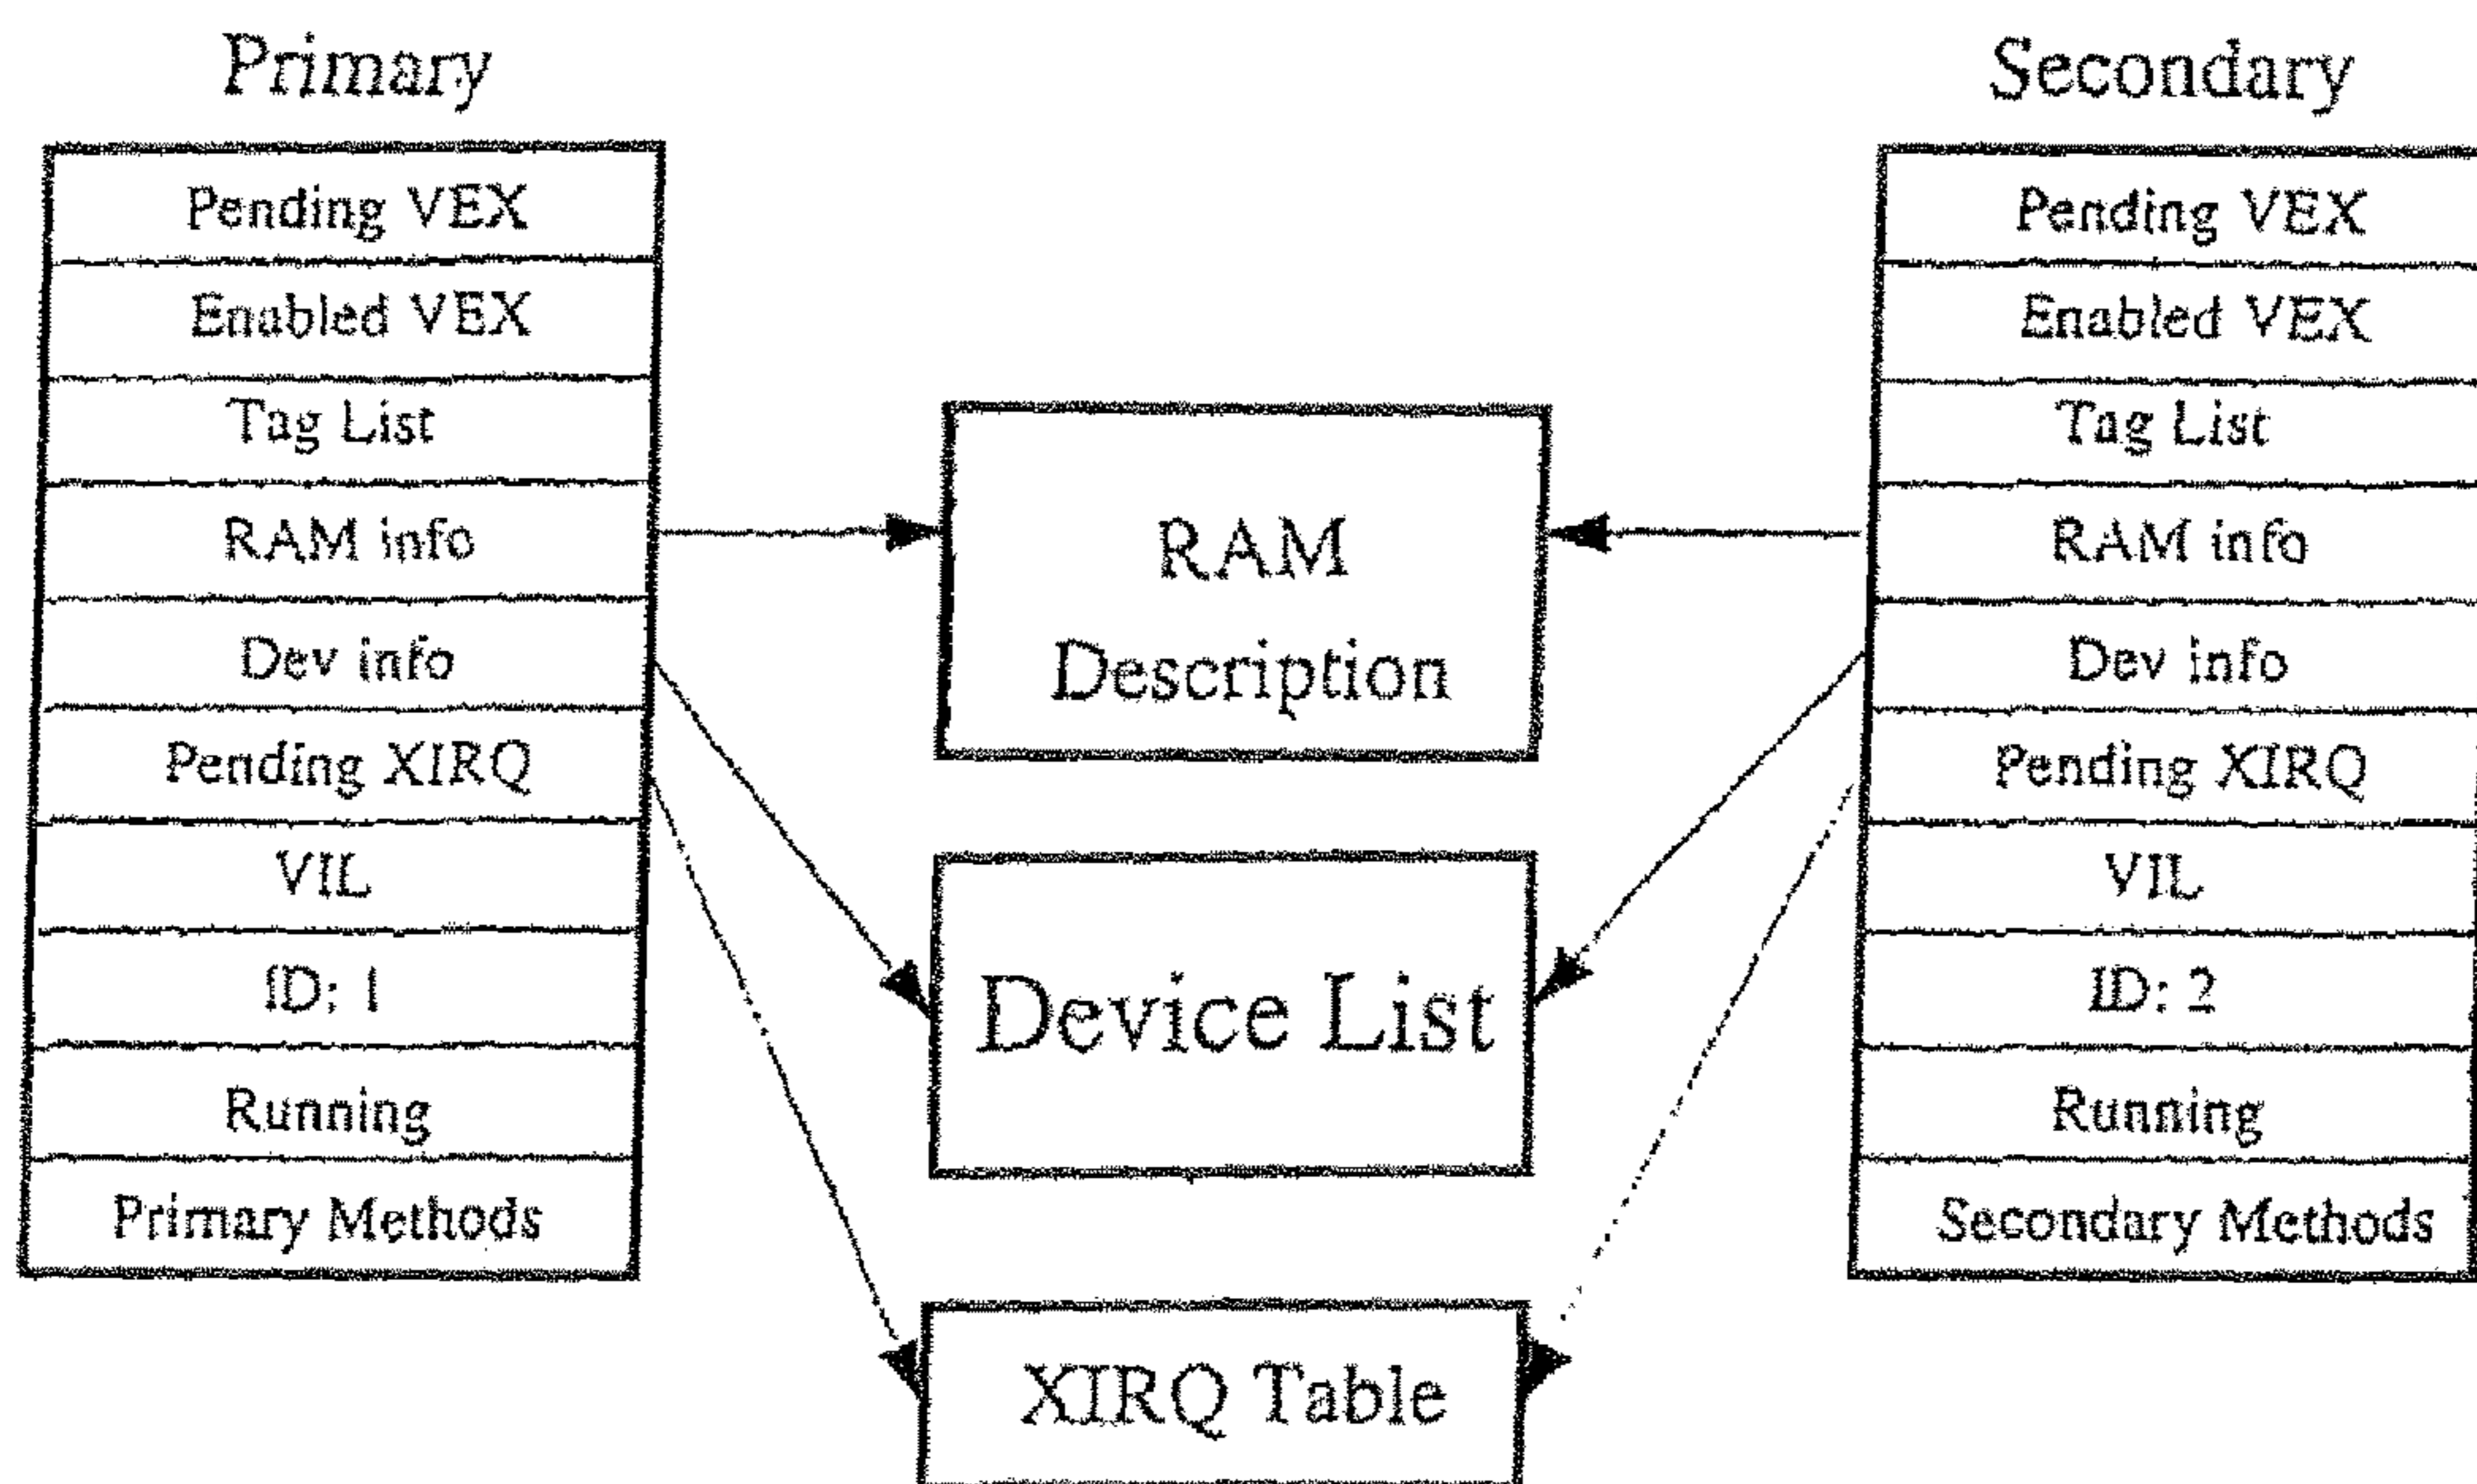 Primary
Pending VEX
Enabled VEX
Tag List
RAM info
Dev info
Pending XIRQ
VIL
ID: 1
Running
Primary Methods
RAM
Description
Device List
XIRQ Table
Secondary
Pending VEX
Enabled VEX
Tag List
RAM info
Dev info
Pending XIRQ
VIL
ID: 2
Running
Secondary Methods